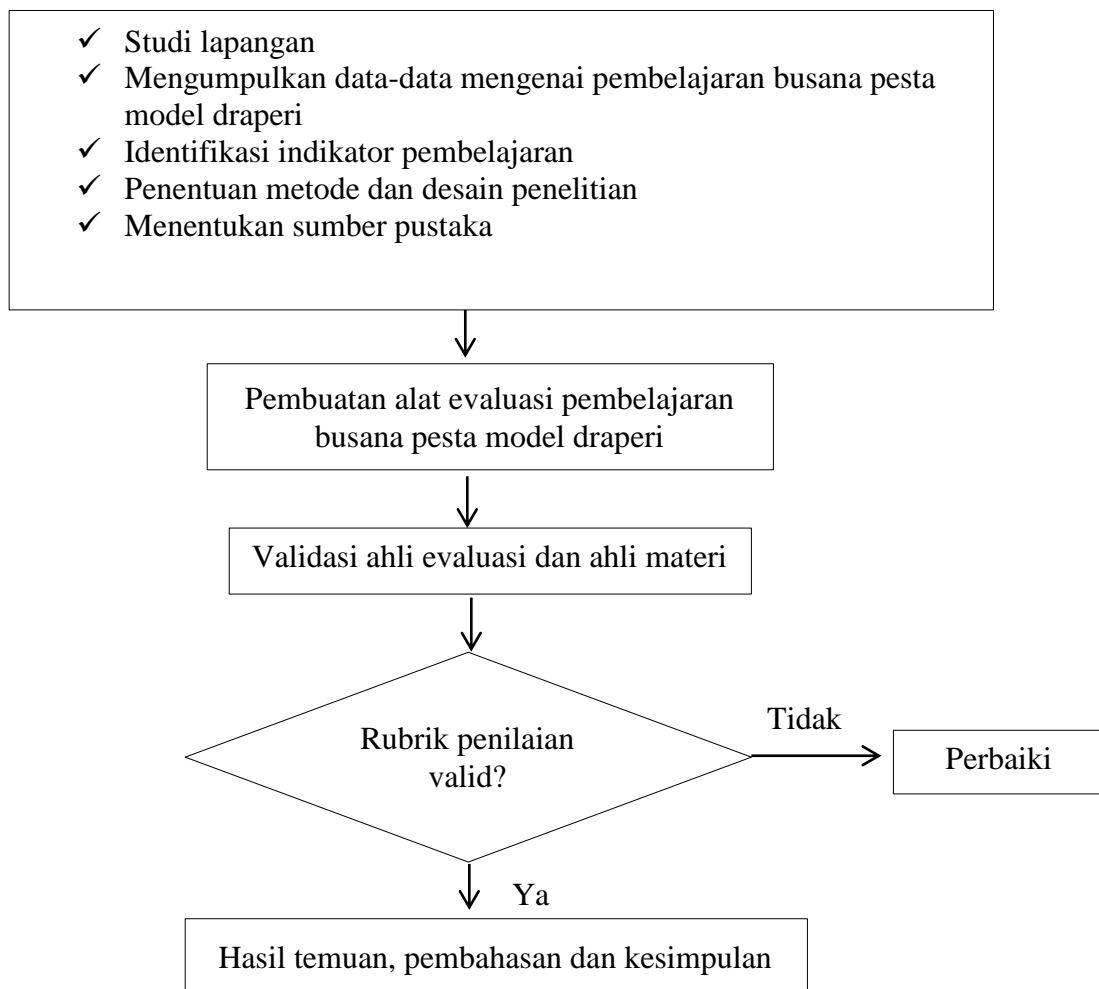 ✓ Studi lapangan
✓ Mengumpulkan data-data mengenai pembelajaran busana pesta
model draperi
✓ Identifikasi indikator pembelajaran
✓ Penentuan metode dan desain penelitian
✓ Menentukan sumber pustaka
Pembuatan alat evaluasi pembelajaran
busana pesta model draperi
Validasi ahli evaluasi dan ahli materi
Rubrik penilaian
valid?
Tidak
Perbaiki
Ya
Hasil temuan, pembahasan dan kesimpulan